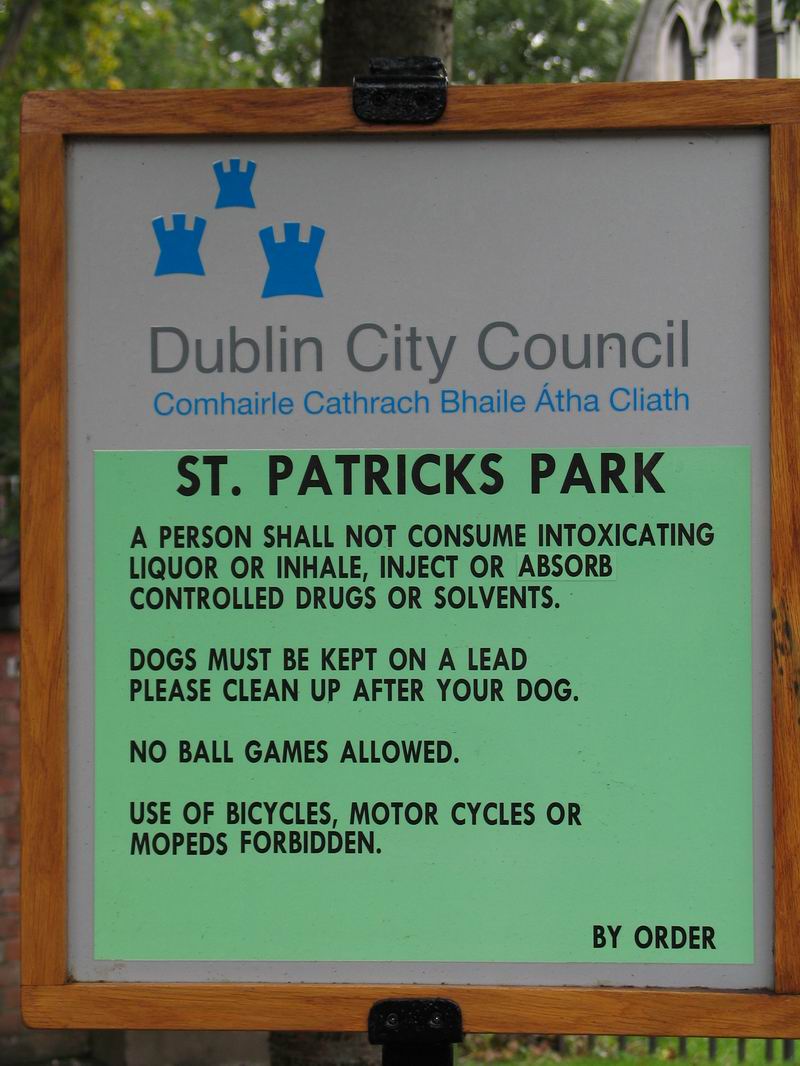 Dublin City Council
Comhairle Cathrach Bhaile Átha Cliath
ST. PATRICKS PARK
A PERSON SHALL NOT CONSUME INTOXICATING
LIQUOR OR INHALE, INJECT OR ABSORB
CONTROLLED DRUGS OR SOLVENTS.
DOGS MUST BE KEPT ON A LEAD
PLEASE CLEAN UP AFTER YOUR DOG.
NO BALL GAMES ALLOWED.
USE OF BICYCLES, MOTOR CYCLES OR
MOPEDS FORBIDDEN.
BY ORDER